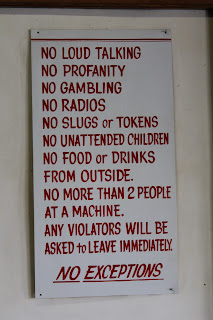 NO LOUD TALKING
NO PROFANITY
NO GAMBLING
NO RADIOS
NO SLUGS or TOKENS
NO UNATTENDED CHILDREN
NO FOOD or DRINKS
FROM OUTSIDE.
NO MORE THAN 2 PEOPLE
AT A MACHINE.
ANY VIOLATORS WILL BE
ASKED to LEAVE IMMEDIATELY.
NO EXCEPTIONS